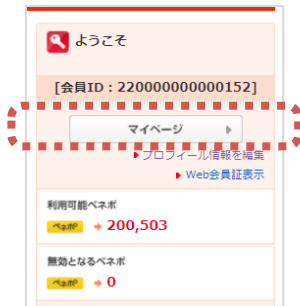 ようこそ
[会員ID：220000000000152]
マイページ
プロフィール情報を編集
Web会員証表示
利用可能ベネポ
ベネポ 200,503
無効となるベネポ
ベネポ 0